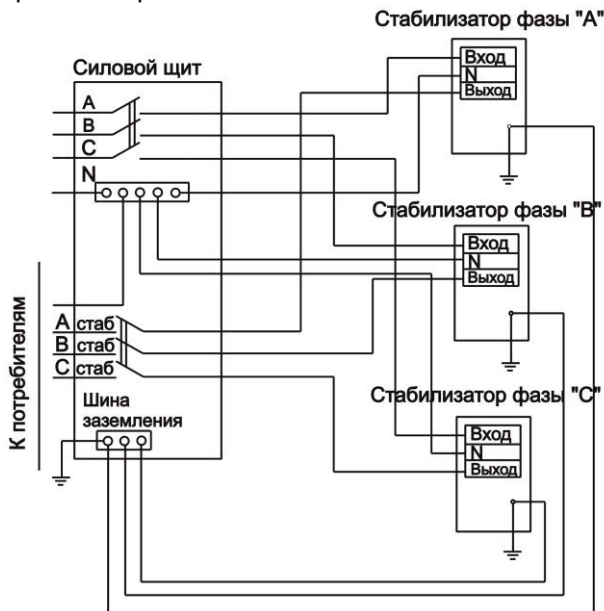 Стабилизатор фазы "А"
Силовой щит
Вход
N
Выход
А
В
С
N
Стабилизатор фазы "В"
Вход
N
Выход
К потребителям
А стаб
В стаб
С стаб
Стабилизатор фазы "С"
Шина
заземления
Вход
N
Выход